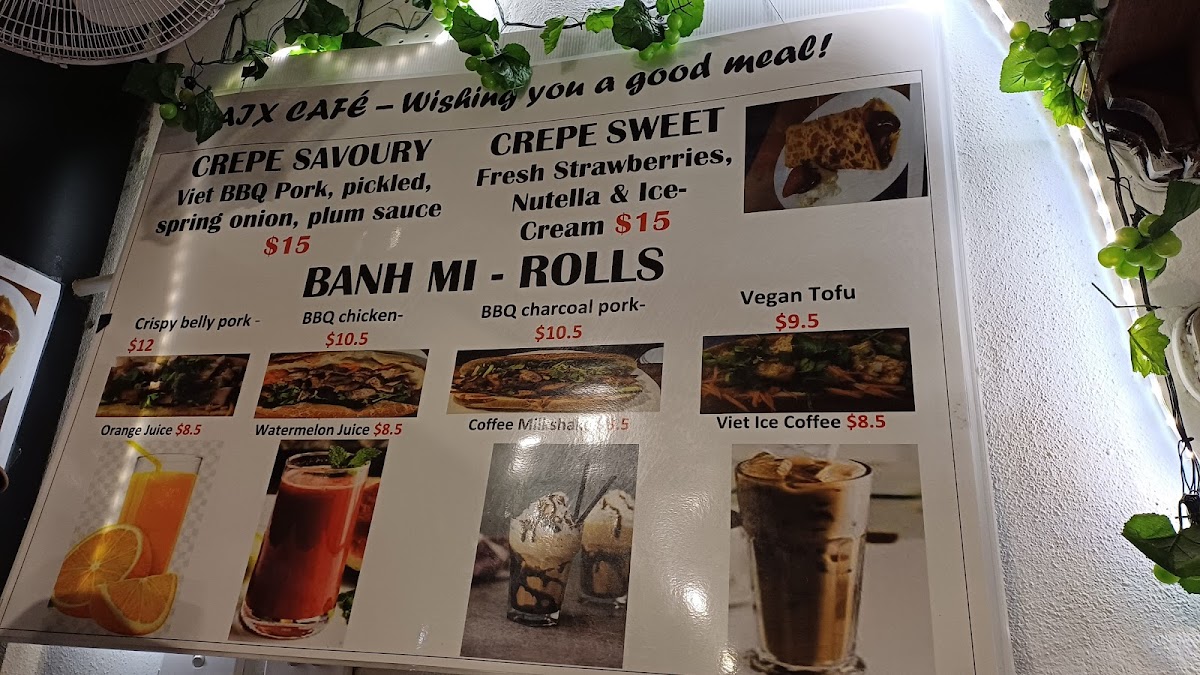 AIX CAFÉ – Wishing you a good meal!
CREPE SAVOURY
Viet BBQ Pork, pickled,
spring onion, plum sauce
$15
CREPE SWEET
Fresh Strawberries,
Nutella & Ice-
Cream $15
BANH MI - ROLLS
Crispy belly pork -
$12
BBQ chicken-
$10.5
BBQ charcoal pork-
$10.5
Vegan Tofu
$9.5
Orange Juice $8.5
Watermelon Juice $8.5
Coffee Milkshake
Viet Ice Coffee $8.5